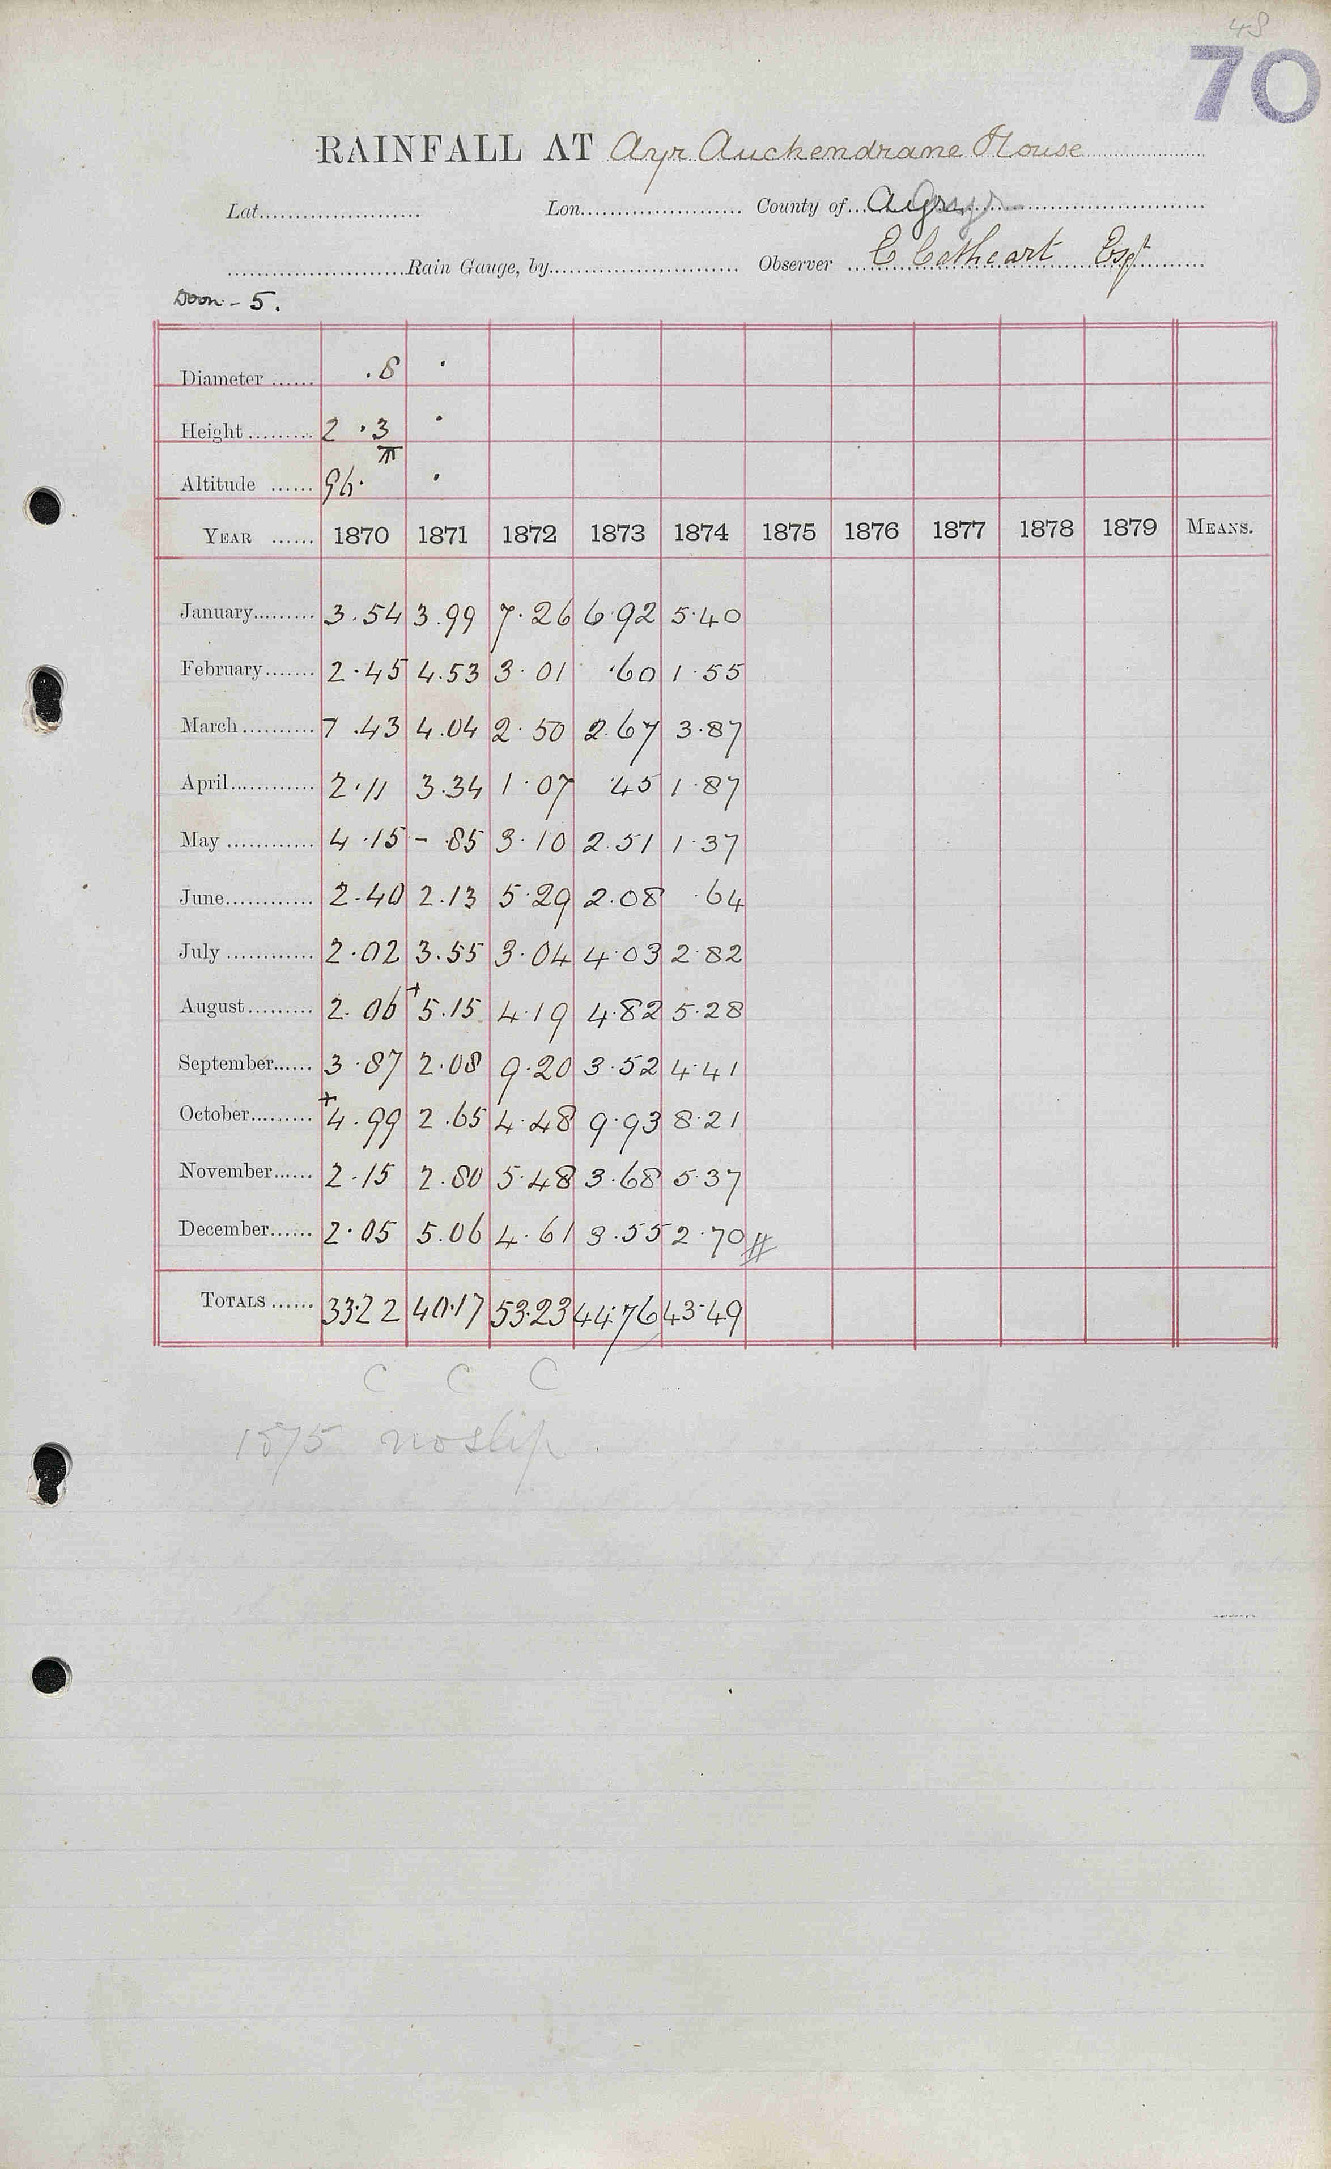 48
70
RAINFALL AT Ayr Auchendrane House
Lat. Lon. County of Ayr
Rain Gauge, by Observer E Cathcart Esqr
Doon - 5.
Diameter .8 ·
Height 2 · 3 ·
Altitude 96 · ·
YEAR 1870 1871 1872 1873 1874 1875 1876 1877 1878 1879 MEANS.
January 3.54 3.99 7.26 6.92 5.40
February 2.45 4.53 3.01 .60 1.55
March 7.43 4.04 2.50 2.67 3.87
April 2.11 3.34 1.07 .45 1.87
May 4.15 - .85 3.10 2.51 1.37
June 2.40 2.13 5.29 2.08 .64
July 2.02 3.55 3.04 4.03 2.82
August 2.06 +5.15 4.19 4.82 5.28
September 3.87 2.08 9.20 3.52 4.41
October +4.99 2.65 4.48 9.93 8.21
November 2.15 2.80 5.48 3.68 5.37
December 2.05 5.06 4.61 3.55 2.70 #
TOTALS 33.22 40.17 53.23 44.76 43.49
C C C
1875 no slip